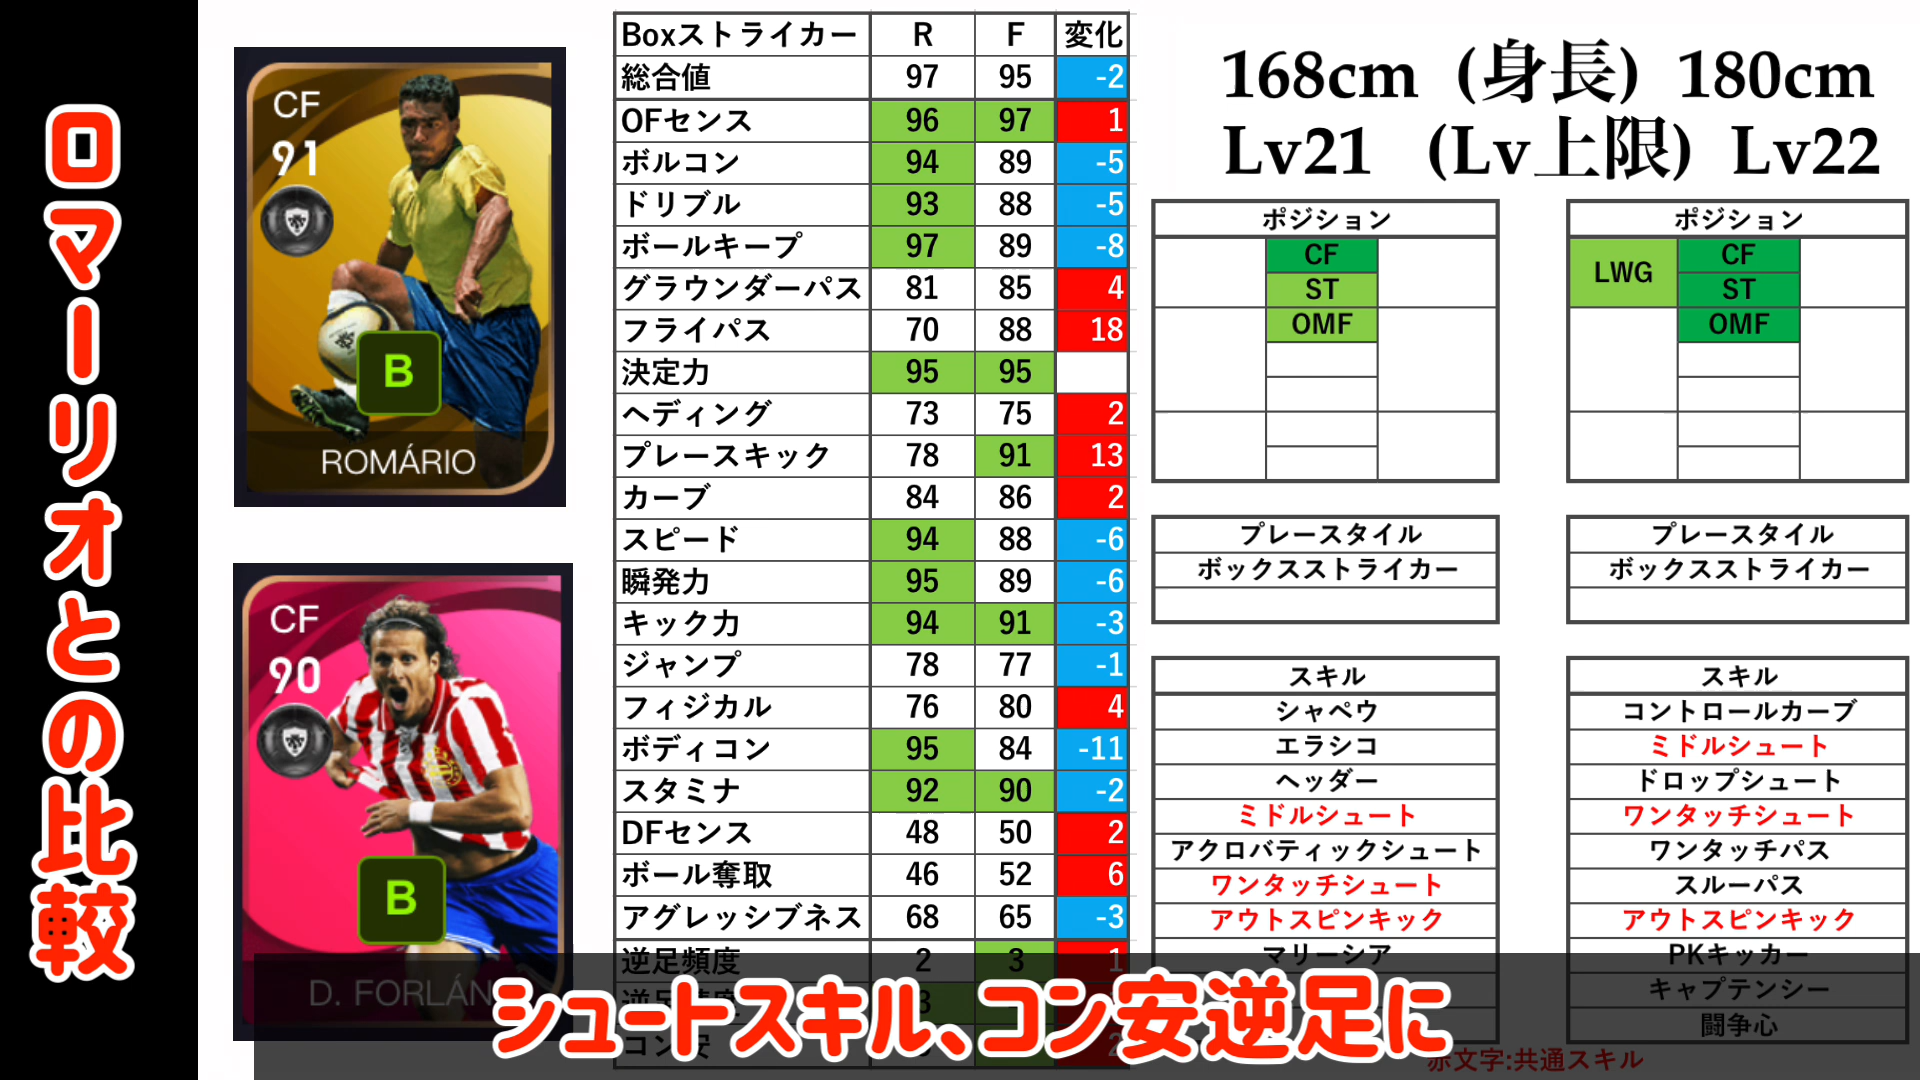 ロマーリオとの比較
CF
91
B
ROMÁRIO
CF
90
B
D. FORLÁN
Boxストライカー R F 変化
総合値 97 95 -2
OFセンス 96 97 1
ボルコン 94 89 -5
ドリブル 93 88 -5
ボールキープ 97 89 -8
グラウンダーパス 81 85 4
フライパス 70 88 18
決定力 95 95
ヘディング 73 75 2
プレースキック 78 91 13
カーブ 84 86 2
スピード 94 88 -6
瞬発力 95 89 -6
キック力 94 91 -3
ジャンプ 78 77 -1
フィジカル 76 80 4
ボディコン 95 84 -11
スタミナ 92 90 -2
DFセンス 48 50 2
ボール奪取 46 52 6
アグレッシブネス 68 65 -3
逆足頻度 2 3 1
168cm (身長) 180cm
Lv21 (Lv上限) Lv22
ポジション
CF
ST
OMF
ポジション
LWG CF
ST
OMF
プレースタイル
ボックスストライカー
プレースタイル
ボックスストライカー
スキル
シャペウ
エラシコ
ヘッダー
ミドルシュート
アクロバティックシュート
ワンタッチシュート
アウトスピンキック
マリーシア
スキル
コントロールカーブ
ミドルシュート
ドロップシュート
ワンタッチシュート
ワンタッチパス
スルーパス
アウトスピンキック
PKキッカー
キャプテンシー
闘争心
赤文字:共通スキル
シュートスキル、コン安逆足に